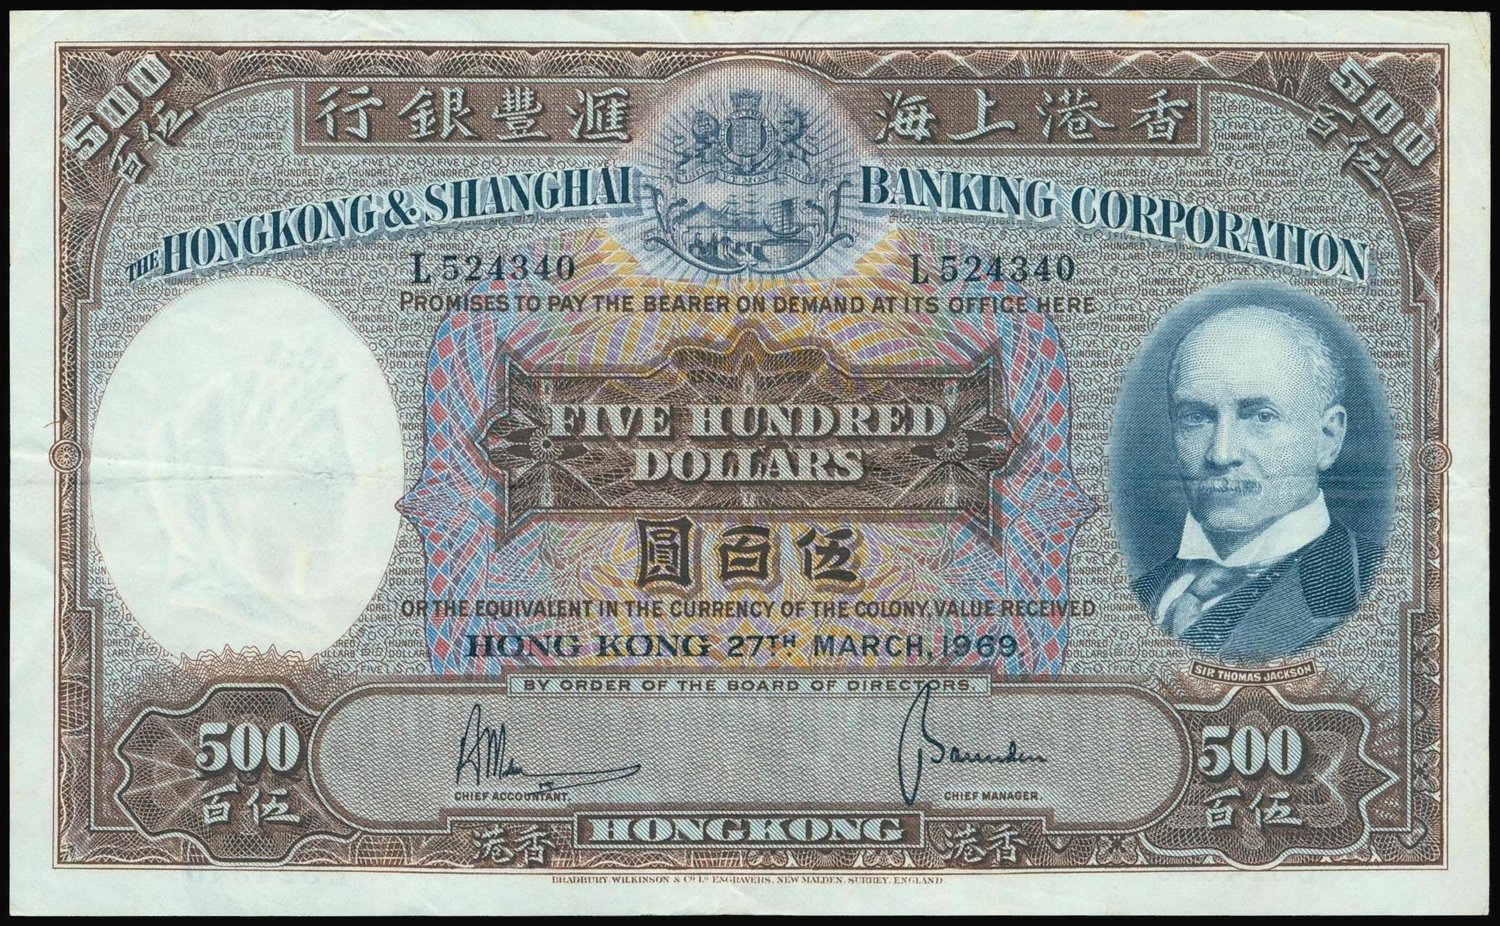 500
百伍
行銀豐滙 海上港香
500
百伍
THE HONGKONG & SHANGHAI BANKING CORPORATION
L 524340 L 524340
PROMISES TO PAY THE BEARER ON DEMAND AT ITS OFFICE HERE
FIVE HUNDRED
DOLLARS
圓百伍
OR THE EQUIVALENT IN THE CURRENCY OF THE COLONY, VALUE RECEIVED
HONG KONG 27TH MARCH, 1969.
SIR THOMAS JACKSON
BY ORDER OF THE BOARD OF DIRECTORS.
500
百伍
CHIEF ACCOUNTANT.
CHIEF MANAGER.
500
百伍
港香 HONGKONG 港香
BRADBURY, WILKINSON & Co Ld ENGRAVERS, NEW MALDEN, SURREY, ENGLAND.